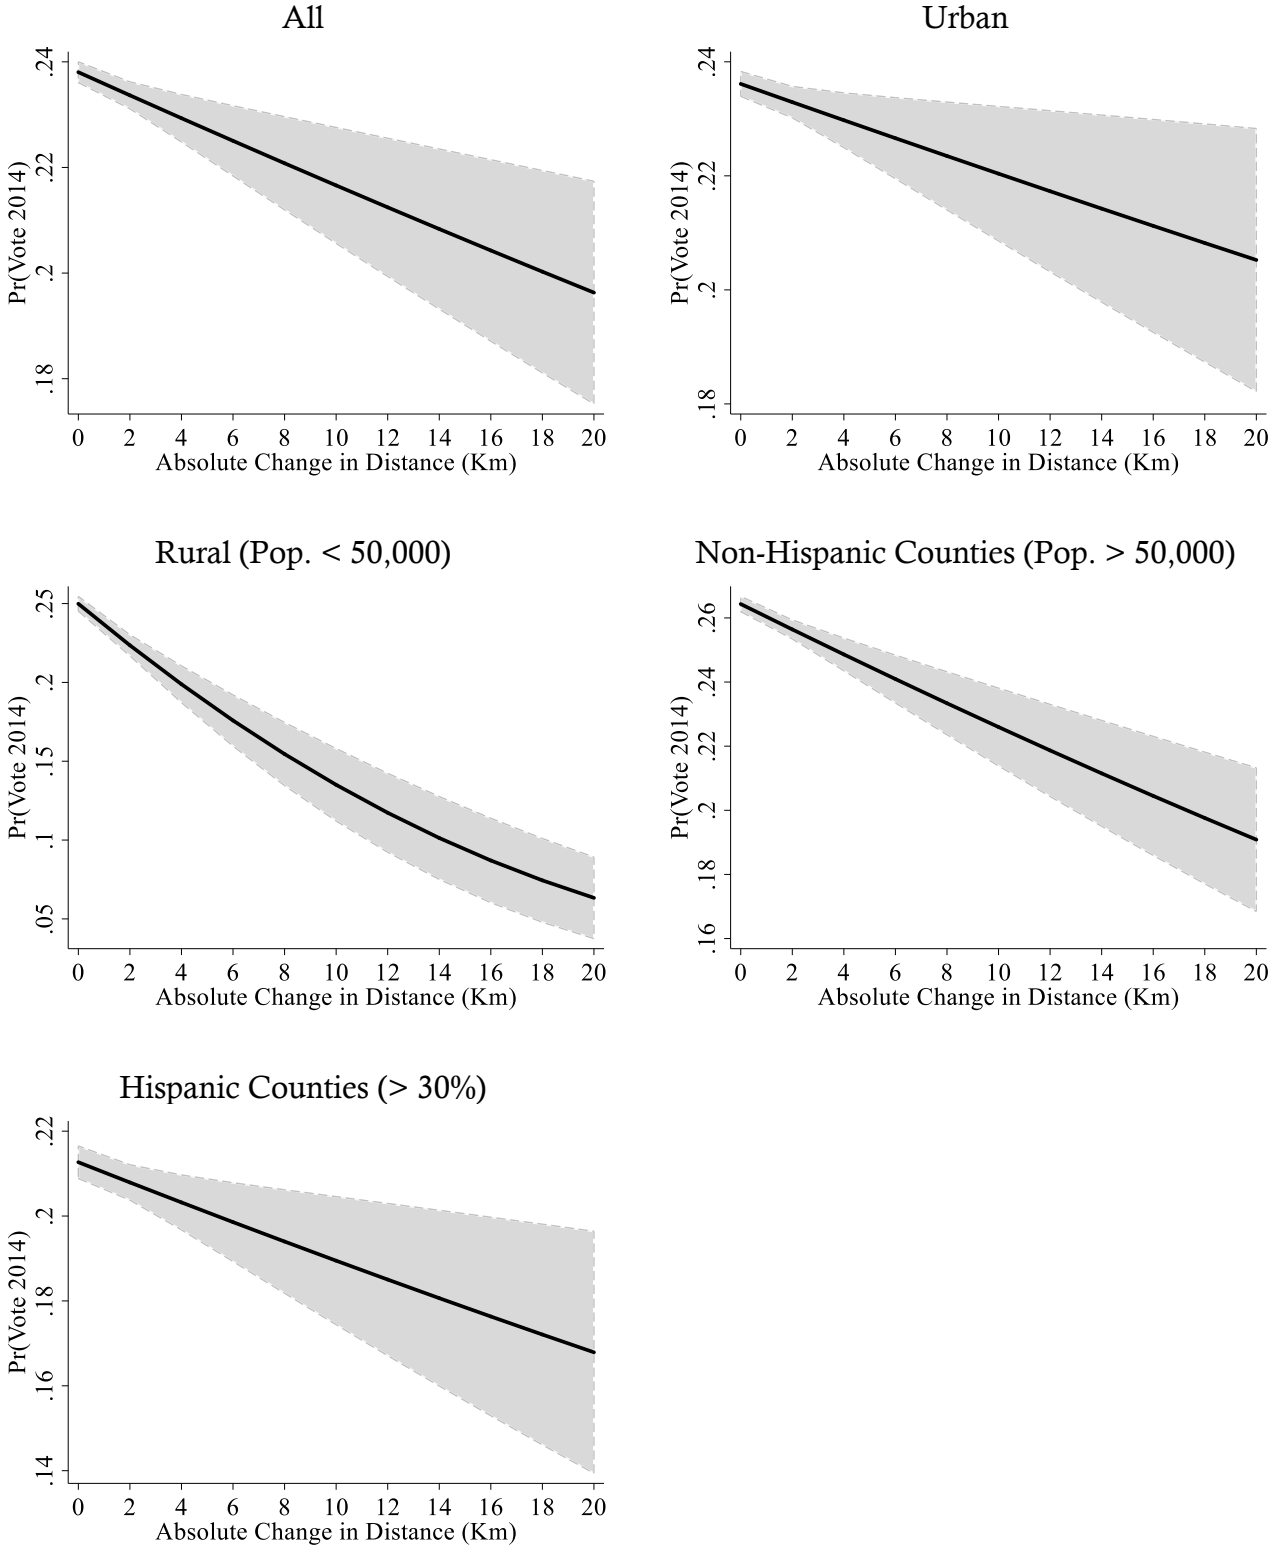 All
.24
.22
.2
.18
Pr(Vote 2014)
0 2 4 6 8 10 12 14 16 18 20
Absolute Change in Distance (Km)
Urban
.24
.22
.2
.18
Pr(Vote 2014)
0 2 4 6 8 10 12 14 16 18 20
Absolute Change in Distance (Km)
Rural (Pop. < 50,000)
.25
.2
.15
.1
.05
Pr(Vote 2014)
0 2 4 6 8 10 12 14 16 18 20
Absolute Change in Distance (Km)
Non-Hispanic Counties (Pop. > 50,000)
.26
.24
.22
.2
.18
.16
Pr(Vote 2014)
0 2 4 6 8 10 12 14 16 18 20
Absolute Change in Distance (Km)
Hispanic Counties (> 30%)
.22
.2
.18
.16
.14
Pr(Vote 2014)
0 2 4 6 8 10 12 14 16 18 20
Absolute Change in Distance (Km)